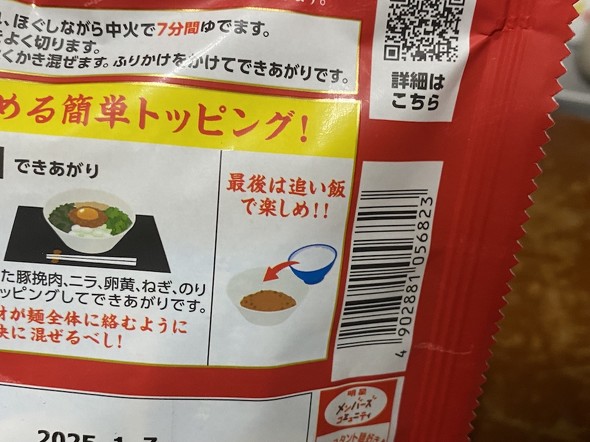 、ほぐしながら中火で7分間ゆでます。
よく切ります。
くかき混ぜます。ふりかけをかけてできあがりです。
詳細は
こちら
める簡単トッピング!
できあがり
た豚挽肉、ニラ、卵黄、ねぎ、のり
ッピングしてできあがりです。
が麺全体に絡むように
に混ぜるべし!
最後は追い飯
で楽しめ!!
4 902881 056823
明星
メンバーズ
コミュニティ
2025.1.7